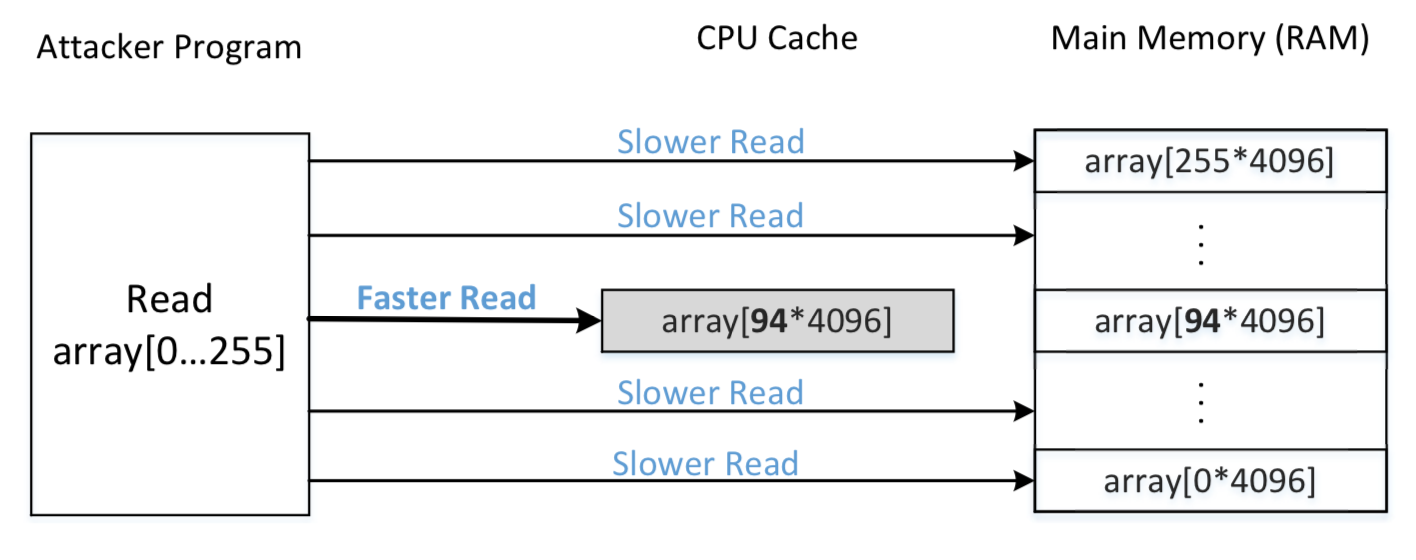 Attacker Program
CPU Cache
Main Memory (RAM)
Slower Read
array[255*4096]
Slower Read
⋮
Read
array[0...255]
Faster Read
array[94*4096]
array[94*4096]
Slower Read
⋮
Slower Read
array[0*4096]